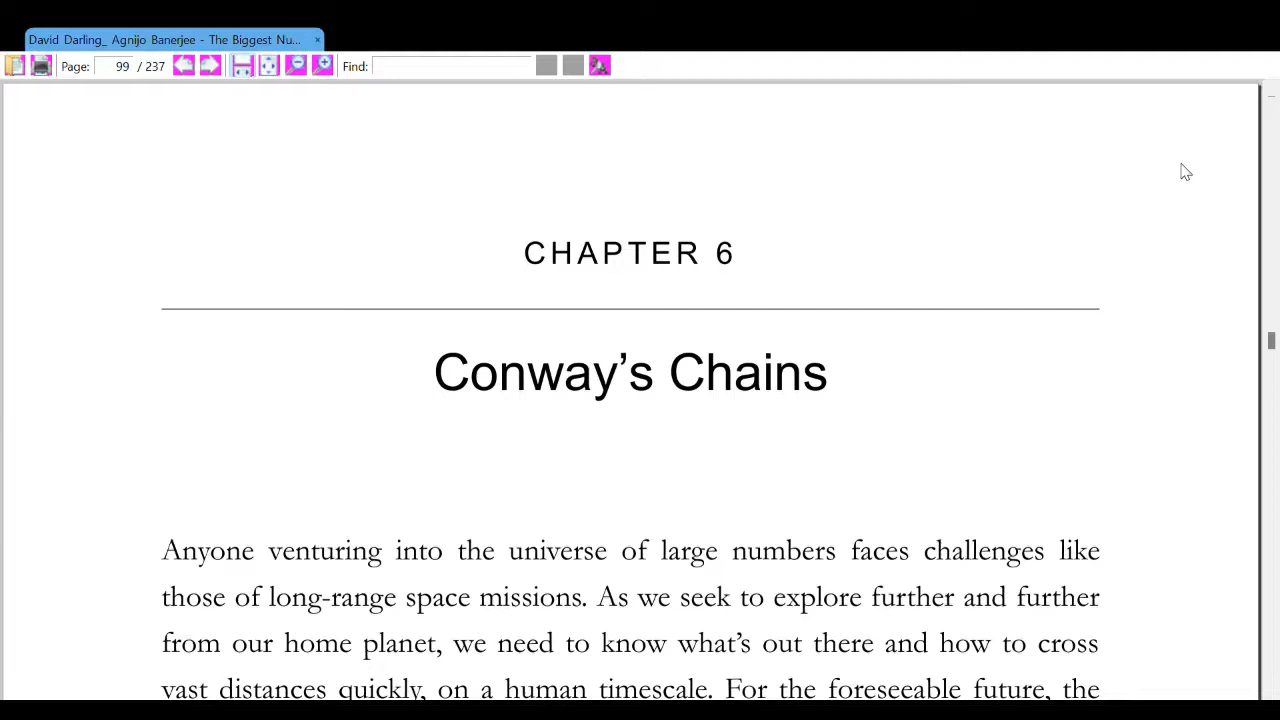 David Darling_ Agnijo Banerjee - The Biggest Nu... ×
Page: 99 / 237 Find:
CHAPTER 6
Conway’s Chains
Anyone venturing into the universe of large numbers faces challenges like
those of long-range space missions. As we seek to explore further and further
from our home planet, we need to know what’s out there and how to cross
vast distances quickly, on a human timescale. For the foreseeable future, the